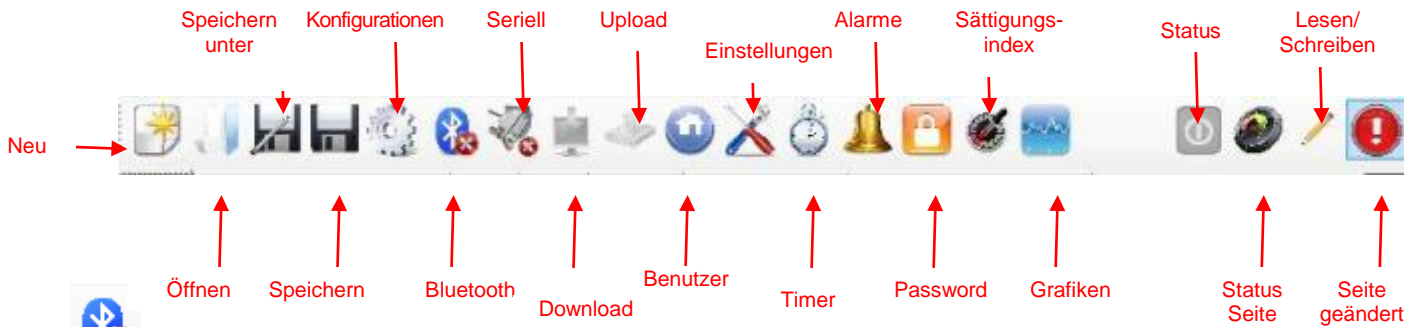 Speichern
unter
Konfigurationen
Seriell
Upload
Einstellungen
Alarme
Sättigungs-
index
Status
Lesen/
Schreiben
Neu
Öffnen
Speichern
Bluetooth
Download
Benutzer
Timer
Password
Grafiken
Status
Seite
Seite
geändert